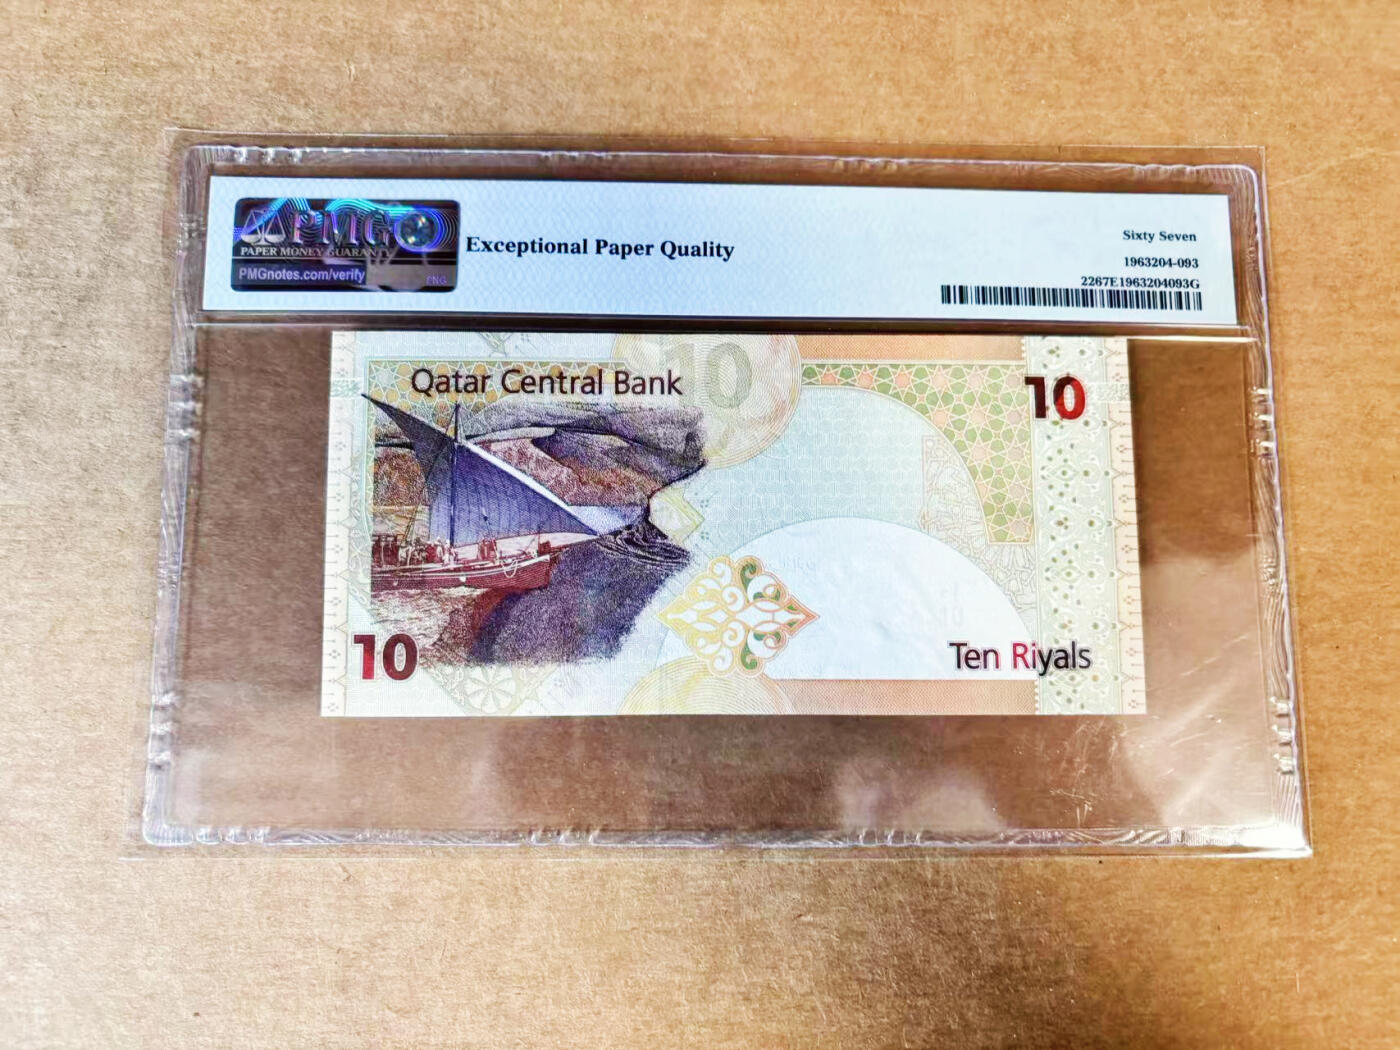 PMG
PAPER MONEY GUARANTY
PMGnotes.com/verify
PNG
Exceptional Paper Quality
Sixty Seven
1963204-093
2267E1963204093G
10
Qatar Central Bank
10
10
Ten Riyals